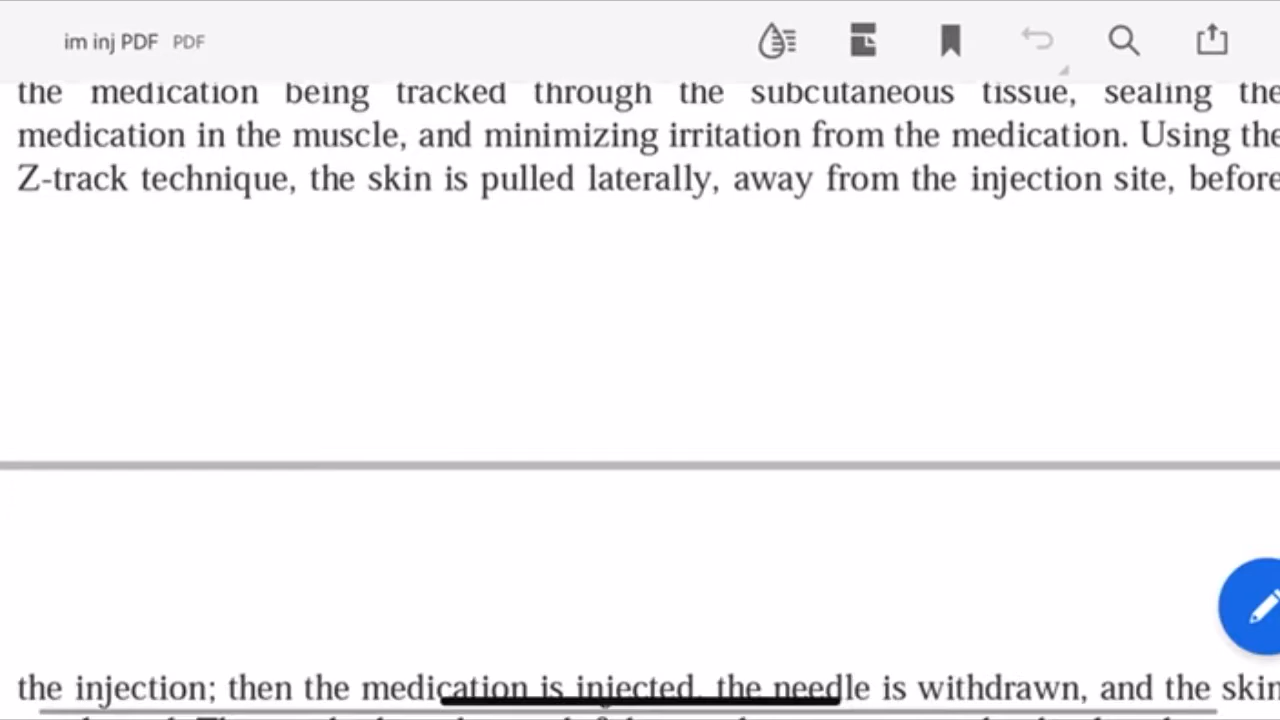 im inj PDF PDF
the medication being tracked through the subcutaneous tissue, sealing the
medication in the muscle, and minimizing irritation from the medication. Using the
Z-track technique, the skin is pulled laterally, away from the injection site, before
the injection; then the medication is injected, the needle is withdrawn, and the skin